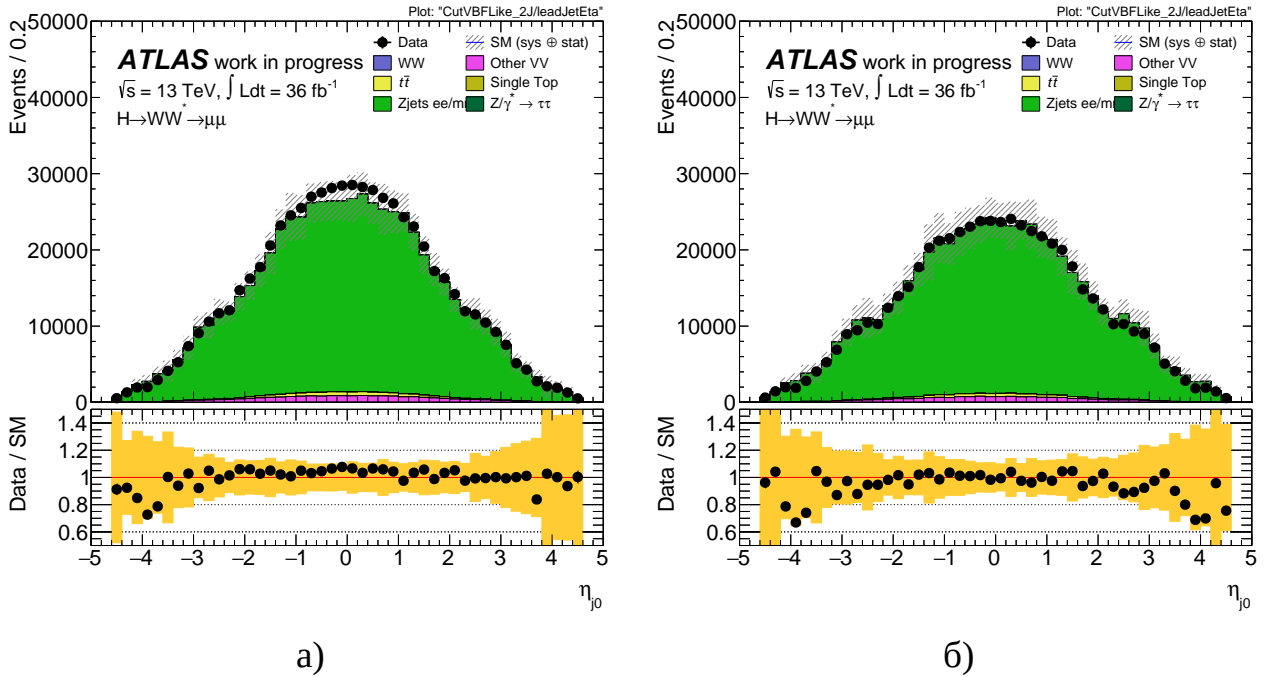 Plot: "CutVBFLike_2J/leadJetEta"
Events / 0.2
50000
40000
30000
20000
10000
0
ATLAS work in progress
√s = 13 TeV, ∫ Ldt = 36 fb⁻¹
H→WW*→μμ
Data
SM (sys ⊕ stat)
WW
Other VV
tt̄
Single Top
Zjets ee/m
Z/γ* → ττ
Data / SM
1.4
1.2
1
0.8
0.6
−5 −4 −3 −2 −1 0 1 2 3 4 5
η_j0
а)
Plot: "CutVBFLike_2J/leadJetEta"
Events / 0.2
50000
40000
30000
20000
10000
0
ATLAS work in progress
√s = 13 TeV, ∫ Ldt = 36 fb⁻¹
H→WW*→μμ
Data
SM (sys ⊕ stat)
WW
Other VV
tt̄
Single Top
Zjets ee/m
Z/γ* → ττ
Data / SM
1.4
1.2
1
0.8
0.6
−5 −4 −3 −2 −1 0 1 2 3 4 5
η_j0
б)